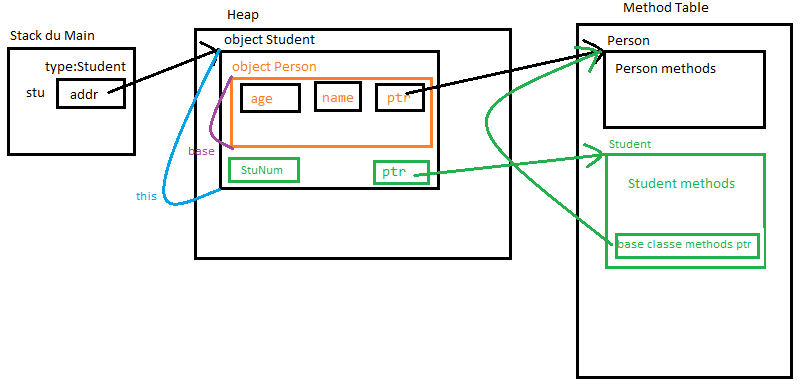 Stack du Main
type:Student
stu
addr
Heap
object Student
object Person
age
name
ptr
base
StuNum
ptr
this
Method Table
Person
Person methods
Student
Student methods
base classe methods ptr